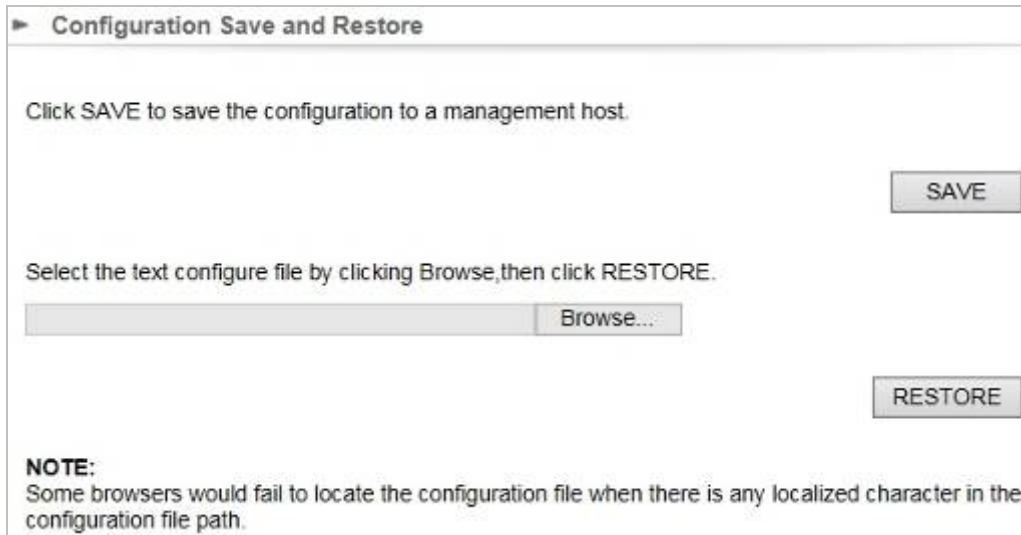 Configuration Save and Restore
Click SAVE to save the configuration to a management host.
SAVE
Select the text configure file by clicking Browse,then click RESTORE.
Browse...
RESTORE
NOTE:
Some browsers would fail to locate the configuration file when there is any localized character in the
configuration file path.